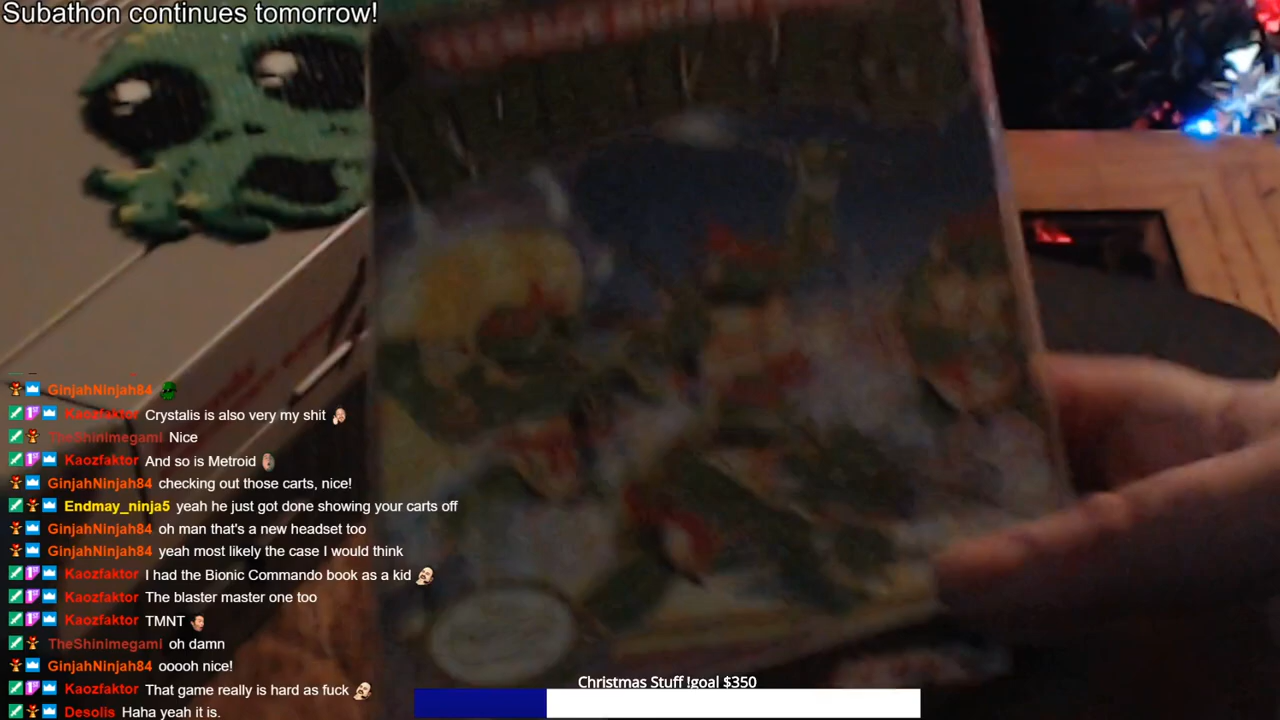 Subathon continues tomorrow!
GinjahNinjah84
Kaozfaktor Crystalis is also very my shit
TheShinimegami Nice
Kaozfaktor And so is Metroid
GinjahNinjah84 checking out those carts, nice!
Endmay_ninja5 yeah he just got done showing your carts off
GinjahNinjah84 oh man that's a new headset too
GinjahNinjah84 yeah most likely the case I would think
Kaozfaktor I had the Bionic Commando book as a kid
Kaozfaktor The blaster master one too
Kaozfaktor TMNT
TheShinimegami oh damn
GinjahNinjah84 ooooh nice!
Kaozfaktor That game really is hard as fuck
Desolis Haha yeah it is.
Christmas Stuff !goal $350